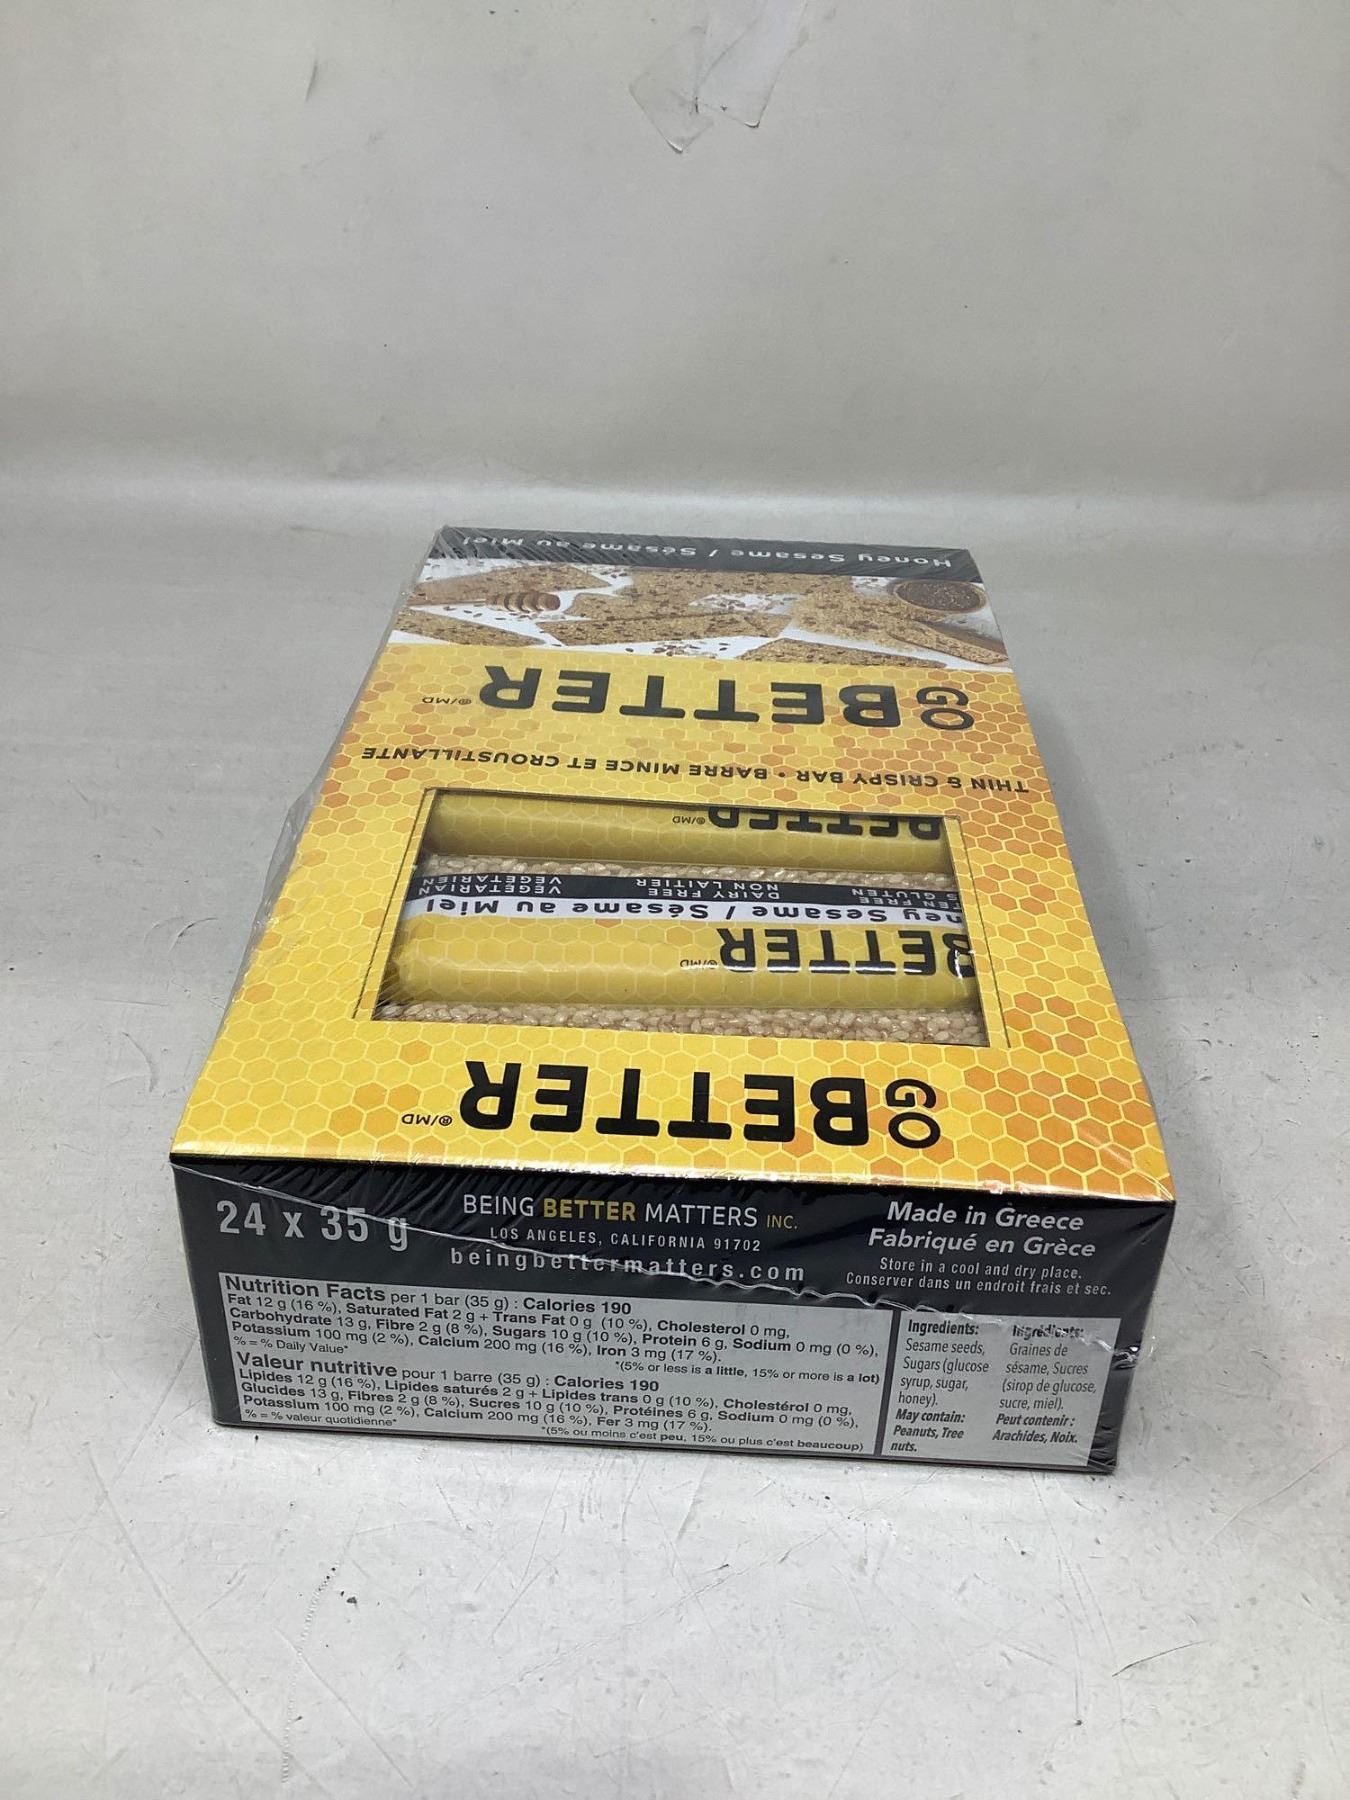 Honey Sesame / Sésame au Miel
GO BETTER ®/MD
THIN & CRISPY BAR • BARRE MINCE ET CROUSTILLANTE
BETTER ®/MD
ney Sesame / Sésame au Miel
TEN FREE DAIRY FREE VEGETARIAN
S GLUTEN NON LAITIER VEGETARIEN
BETTER ®/MD
GO BETTER ®/MD
24 x 35 g
BEING BETTER MATTERS INC.
LOS ANGELES, CALIFORNIA 91702
beingbettermatters.com
Made in Greece
Fabriqué en Grèce
Store in a cool and dry place.
Conserver dans un endroit frais et sec.
Nutrition Facts per 1 bar (35 g) : Calories 190
Fat 12 g (16 %), Saturated Fat 2 g + Trans Fat 0 g (10 %), Cholesterol 0 mg,
Carbohydrate 13 g, Fibre 2 g (8 %), Sugars 10 g (10 %), Protein 6 g, Sodium 0 mg (0 %),
Potassium 100 mg (2 %), Calcium 200 mg (16 %), Iron 3 mg (17 %).
% = % Daily Value* *(5% or less is a little, 15% or more is a lot)
Valeur nutritive pour 1 barre (35 g) : Calories 190
Lipides 12 g (16 %), Lipides saturés 2 g + Lipides trans 0 g (10 %), Cholestérol 0 mg,
Glucides 13 g, Fibres 2 g (8 %), Sucres 10 g (10 %), Protéines 6 g, Sodium 0 mg (0 %),
Potassium 100 mg (2 %), Calcium 200 mg (16 %), Fer 3 mg (17 %).
% = % valeur quotidienne* *(5% ou moins c'est peu, 15% ou plus c'est beaucoup)
Ingredients:
Sesame seeds,
Sugars (glucose
syrup, sugar,
honey).
May contain:
Peanuts, Tree
nuts.
Ingrédients:
Graines de
sésame, Sucres
(sirop de glucose,
sucre, miel).
Peut contenir :
Arachides, Noix.